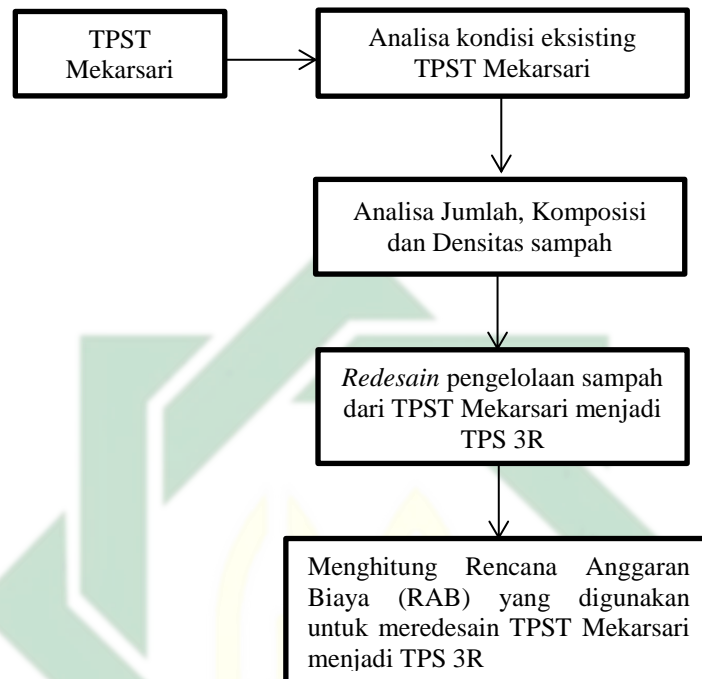 TPST
Mekarsari
Analisa kondisi eksisting
TPST Mekarsari
Analisa Jumlah, Komposisi
dan Densitas sampah
Redesain pengelolaan sampah
dari TPST Mekarsari menjadi
TPS 3R
Menghitung Rencana Anggaran
Biaya (RAB) yang digunakan
untuk meredesain TPST Mekarsari
menjadi TPS 3R